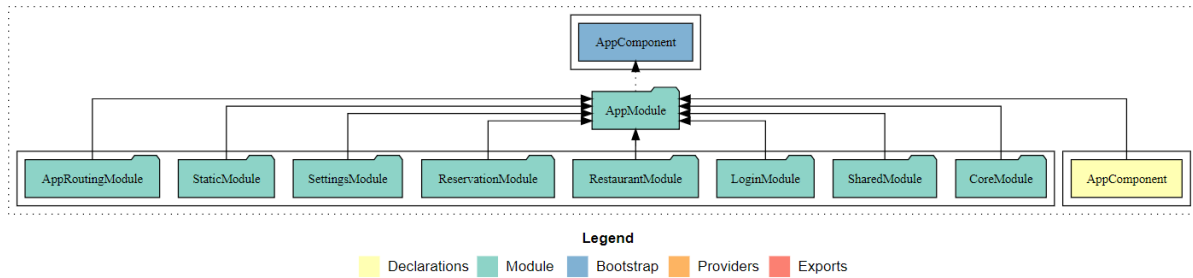 AppComponent
AppModule
AppRoutingModule
StaticModule
SettingsModule
ReservationModule
RestaurantModule
LoginModule
SharedModule
CoreModule
AppComponent
Legend
Declarations
Module
Bootstrap
Providers
Exports